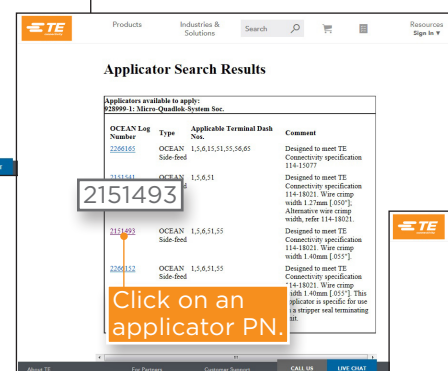 TE
Products
Industries &
Solutions
Search
Resources
Sign In
Applicator Search Results
Applicators available to apply:
928999-1: Micro-Quadlok-System Soc.
OCEAN Log
Number
Type
Applicable Terminal Dash
Nos.
Comment
2266165 OCEAN 1,5,6,15,51,55,56,65 Designed to meet TE
Side-feed Connectivity specification
114-15077
2151541 1,5,6,51 Designed to meet TE
Connectivity specification
114-18021. Wire crimp
width 1.27mm [.050"];
Alternative wire crimp
width, refer 114-18021.
2151493
2151493 OCEAN 1,5,6,51,55 Designed to meet TE
Side-feed Connectivity specification
114-18021. Wire crimp
width 1.40mm [.055"].
2266152 OCEAN 1,5,6,51,55 Designed to meet TE
Side-feed Connectivity specification
114-18021. Wire crimp
width 1.40mm [.055"]. This
applicator is specific for use
a stripper seal terminating
Click on an
applicator PN.
About TE
For Partners
Customer Support
CALL US
LIVE CHAT
TE